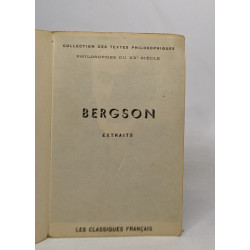 COLLECTION DES TEXTES PHILOSOPHIQUES
PHILOSOPHES DU XXe SIÈCLE
BERGSON
EXTRAITS
LES CLASSIQUES FRANÇAIS